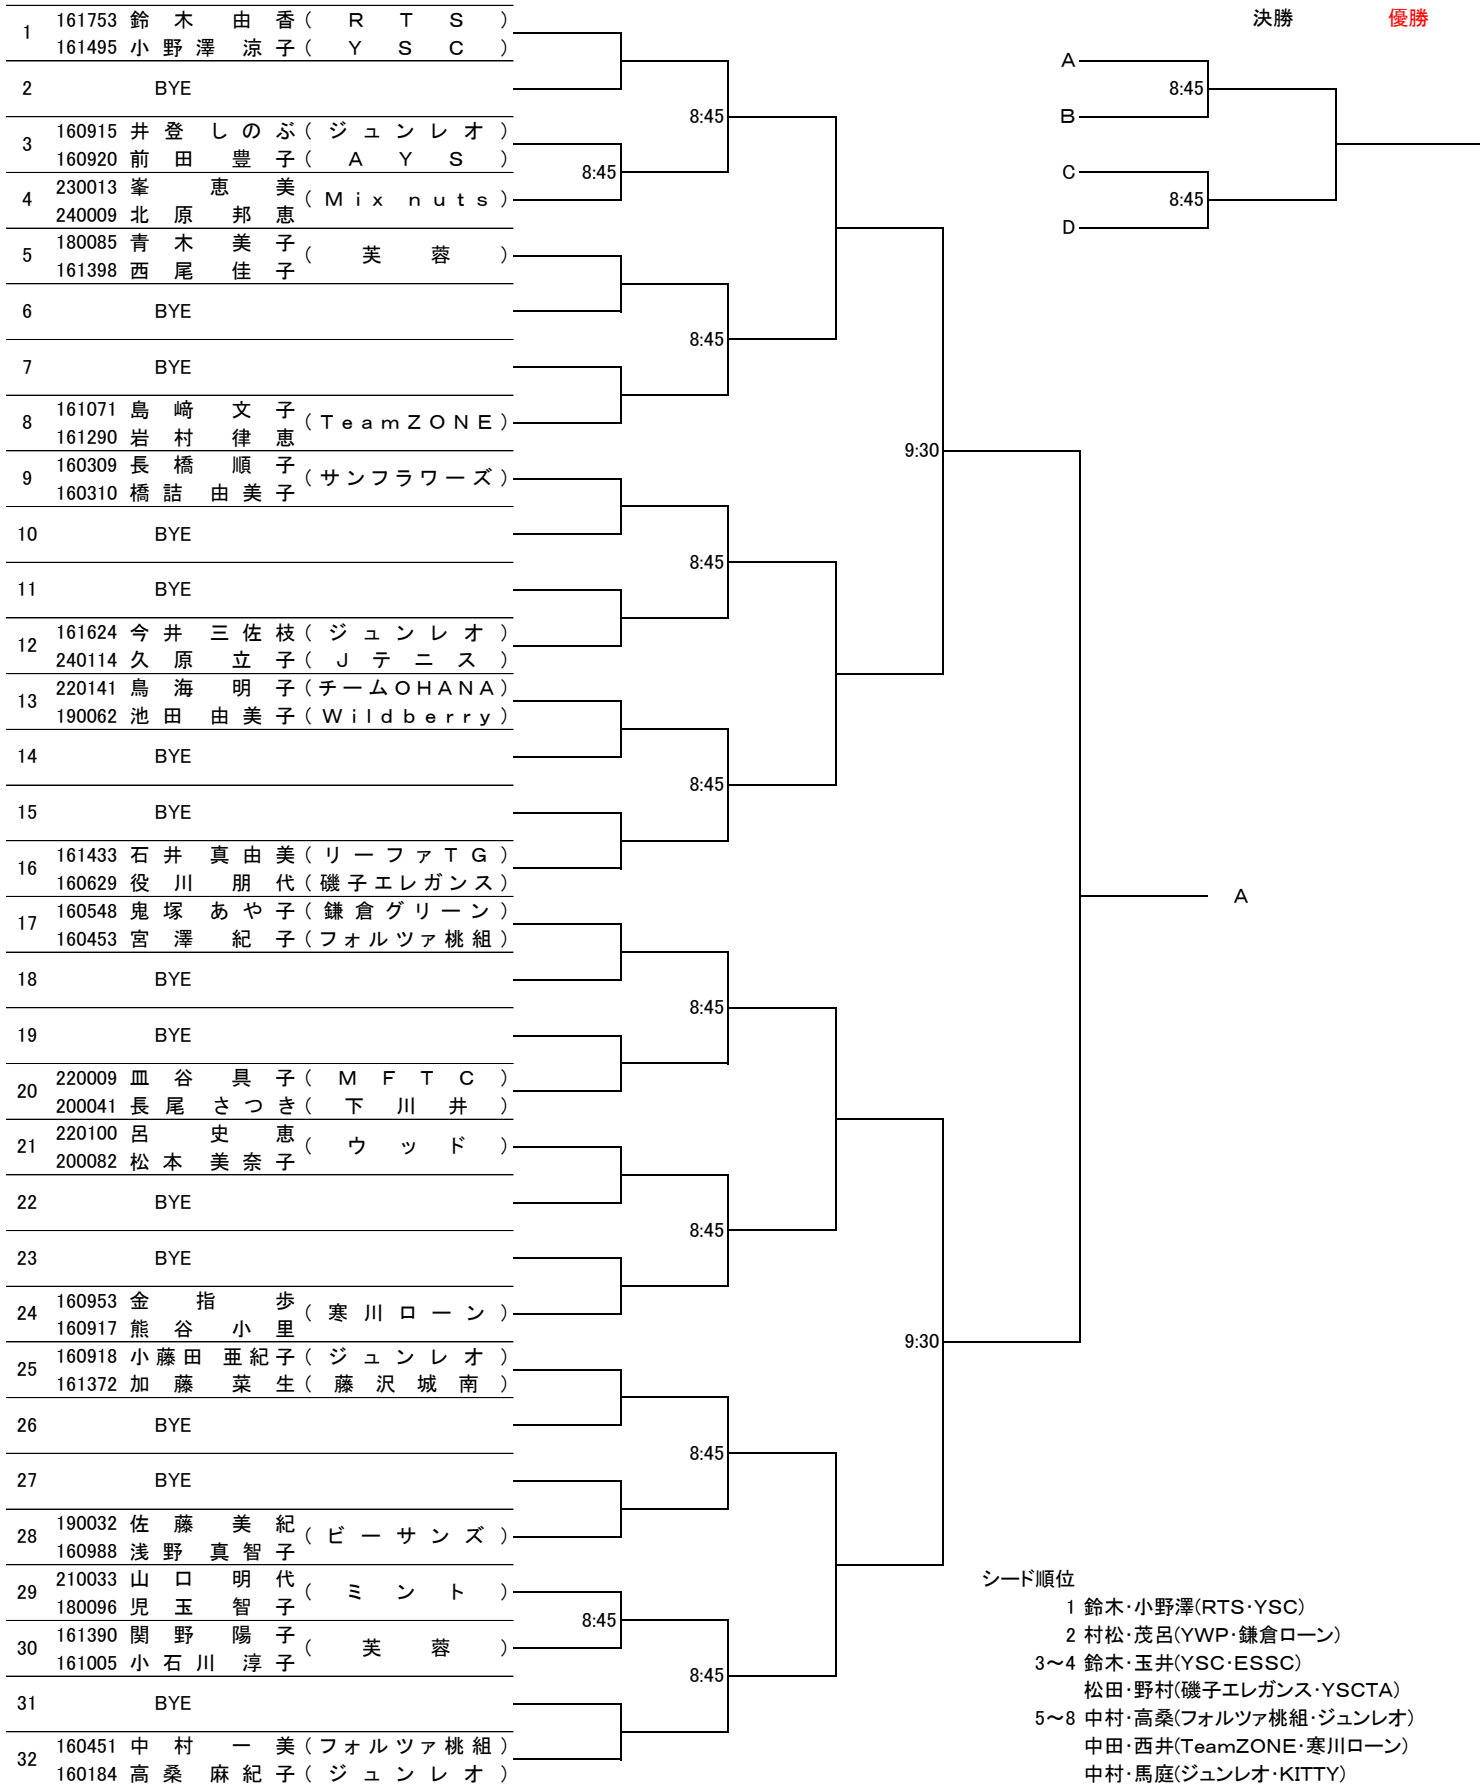 1 161753 鈴木 由香 (RTS)
161495 小野澤 涼子 (YSC)
2 BYE
3 160915 井登 しのぶ (ジュンレオ)
160920 前田 豊子 (AYS)
4 230013 峯 恵美 (Mix nuts)
240009 北原 邦恵
5 180085 青木 美子 (芙蓉)
161398 西尾 佳子
6 BYE
7 BYE
8 161071 島﨑 文子 (TeamZONE)
161290 岩村 律恵
9 160309 長橋 順子 (サンフラワーズ)
160310 橋詰 由美子
10 BYE
11 BYE
12 161624 今井 三佐枝 (ジュンレオ)
240114 久原 立子 (Jテニス)
13 220141 鳥海 明子 (チームOHANA)
190062 池田 由美子 (Wildberry)
14 BYE
15 BYE
16 161433 石井 真由美 (リーファTG)
160629 役川 朋代 (磯子エレガンス)
17 160548 鬼塚 あや子 (鎌倉グリーン)
160453 宮澤 紀子 (フォルツァ桃組)
18 BYE
19 BYE
20 220009 皿谷 具子 (MFTC)
200041 長尾 さつき (下川井)
21 220100 呂 史恵 (ウッド)
200082 松本 美奈子
22 BYE
23 BYE
24 160953 金指 歩 (寒川ローン)
160917 熊谷 小里
25 160918 小藤田 亜紀子 (ジュンレオ)
161372 加藤 菜生 (藤沢城南)
26 BYE
27 BYE
28 190032 佐藤 美紀 (ビーサンズ)
160988 浅野 真智子
29 210033 山口 明代 (ミント)
180096 児玉 智子
30 161390 関野 陽子 (芙蓉)
161005 小石川 淳子
31 BYE
32 160451 中村 一美 (フォルツァ桃組)
160184 高桑 麻紀子 (ジュンレオ)
8:45
8:45
8:45
8:45
8:45
8:45
8:45
8:45
8:45
8:45
9:30
9:30
A
決勝 優勝
A
8:45
B
C
8:45
D
シード順位
1 鈴木・小野澤(RTS・YSC)
2 村松・茂呂(YWP・鎌倉ローン)
3～4 鈴木・玉井(YSC・ESSC)
松田・野村(磯子エレガンス・YSCTA)
5～8 中村・高桑(フォルツァ桃組・ジュンレオ)
中田・西井(TeamZONE・寒川ローン)
中村・馬庭(ジュンレオ・KITTY)